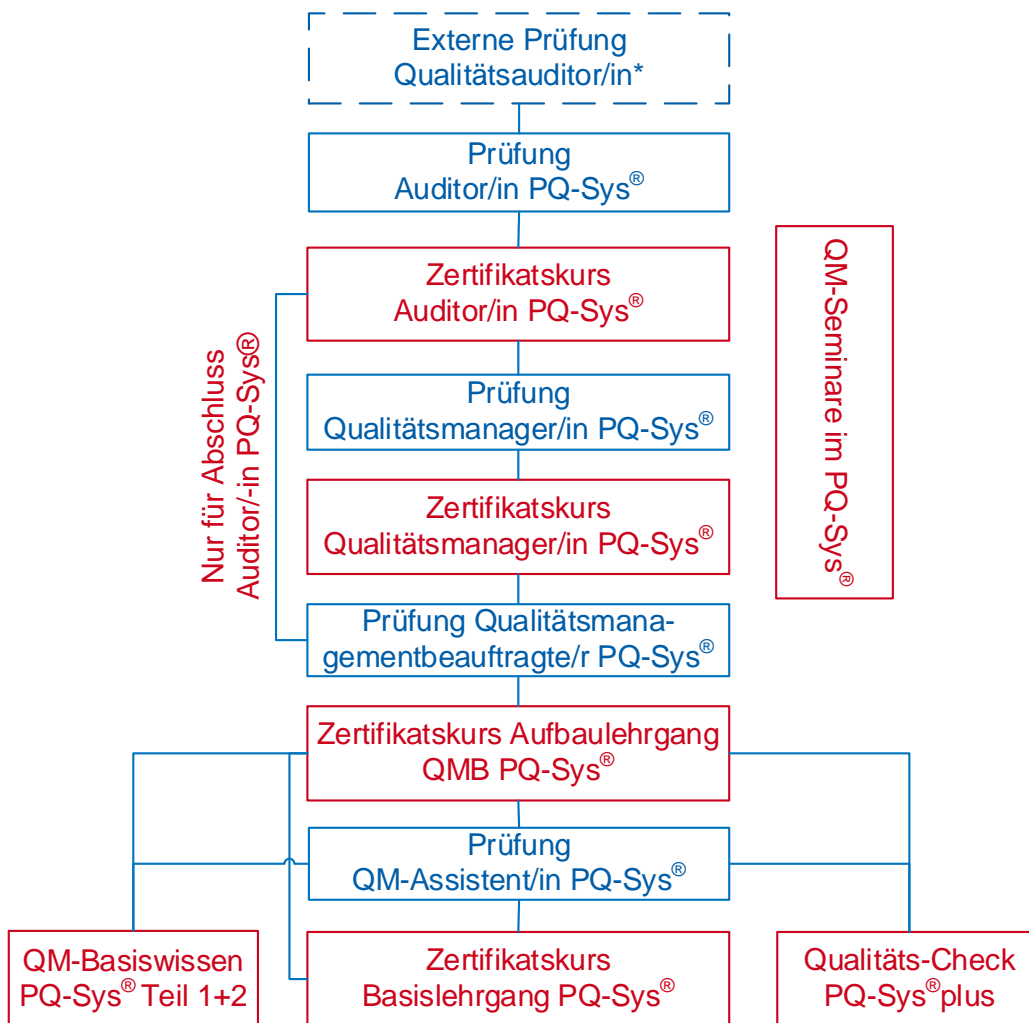 Externe Prüfung
Qualitätsauditor/in*
Prüfung
Auditor/in PQ-Sys®
Zertifikatskurs
Auditor/in PQ-Sys®
QM-Seminare im PQ-Sys®
Nur für Abschluss
Auditor/-in PQ-Sys®
Prüfung
Qualitätsmanager/in PQ-Sys®
Zertifikatskurs
Qualitätsmanager/in PQ-Sys®
Prüfung Qualitätsmana-
gementbeauftragte/r PQ-Sys®
Zertifikatskurs Aufbaulehrgang
QMB PQ-Sys®
Prüfung
QM-Assistent/in PQ-Sys®
QM-Basiswissen
PQ-Sys® Teil 1+2
Zertifikatskurs
Basislehrgang PQ-Sys®
Qualitäts-Check
PQ-Sys®plus